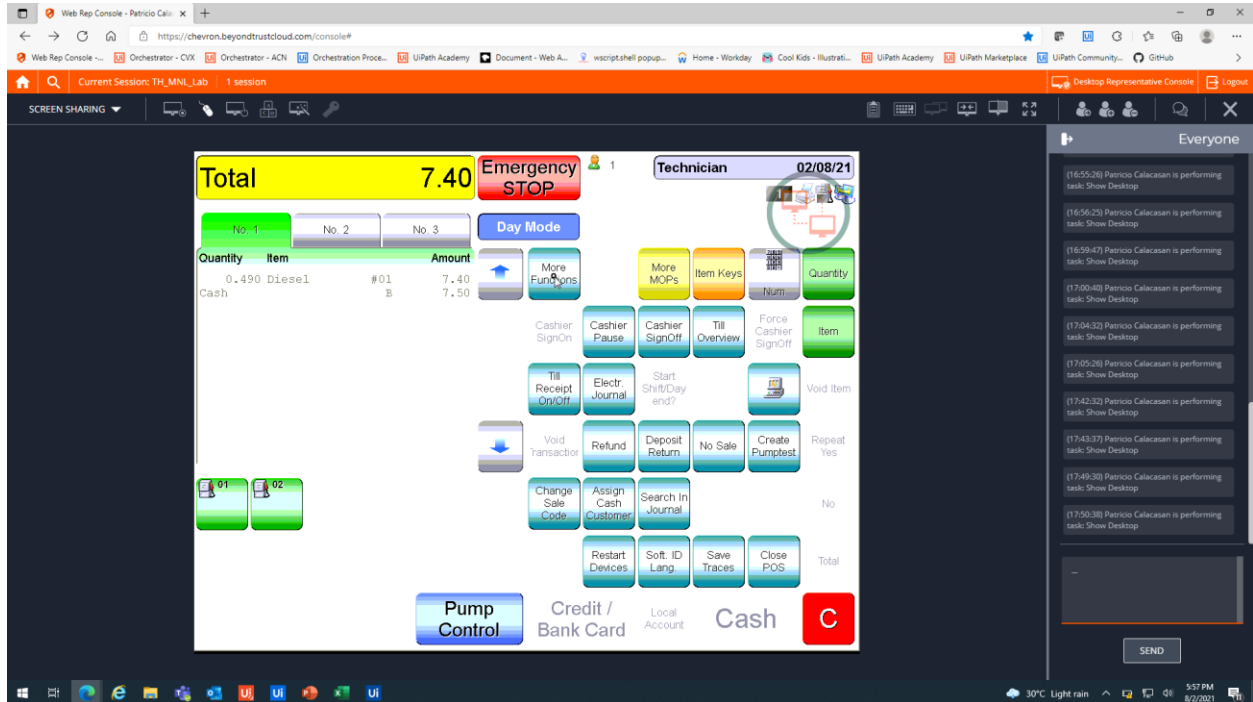 Web Rep Console - Patricio Cala
https://chevron.beyondtrustcloud.com/console#
Web Rep Console -... Orchestrator - CVX Orchestrator - ACN Orchestration Proce... UiPath Academy Document - Web A... wscript.shell popup... Home - Workday Cool Kids - Illustrati... UiPath Academy UiPath Marketplace UiPath Community... GitHub
Current Session: TH_MNL_Lab 1 session Desktop Representative Console Logout
SCREEN SHARING
Everyone
Total 7.40
Emergency
STOP
1
Technician 02/08/21
1
No. 1 No. 2 No. 3
Day Mode
Quantity Item Amount
0.490 Diesel #01 7.40
Cash B 7.50
More
Functions
More
MOPs
Item Keys
Num
Quantity
Cashier
SignOn
Cashier
Pause
Cashier
SignOff
Till
Overview
Force
Cashier
SignOff
Item
Till
Receipt
On/Off
Electr.
Journal
Start
Shift/Day
end?
Void Item
Void
Transaction
Refund
Deposit
Return
No Sale
Create
Pumptest
Repeat
Yes
01 02
Change
Sale
Code
Assign
Cash
Customer
Search In
Journal
No
Restart
Devices
Soft. ID
Lang.
Save
Traces
Close
POS
Total
Pump
Control
Credit /
Bank Card
Local
Account
Cash
C
(16:55:26) Patricio Calacasan is performing
task: Show Desktop
(16:56:25) Patricio Calacasan is performing
task: Show Desktop
(16:59:47) Patricio Calacasan is performing
task: Show Desktop
(17:00:40) Patricio Calacasan is performing
task: Show Desktop
(17:04:32) Patricio Calacasan is performing
task: Show Desktop
(17:05:26) Patricio Calacasan is performing
task: Show Desktop
(17:42:32) Patricio Calacasan is performing
task: Show Desktop
(17:43:37) Patricio Calacasan is performing
task: Show Desktop
(17:49:30) Patricio Calacasan is performing
task: Show Desktop
(17:50:38) Patricio Calacasan is performing
task: Show Desktop
SEND
30°C Light rain
5:57 PM
8/2/2021